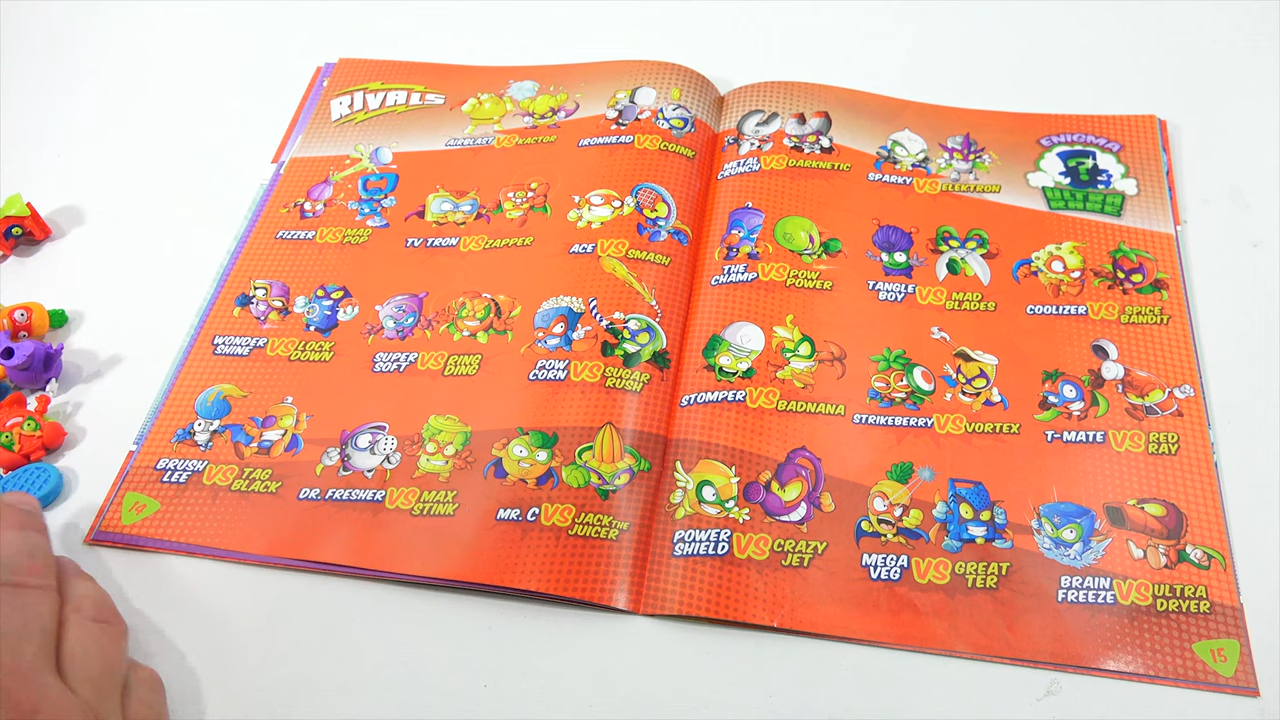 RIVALS
AIRBLAST VS KACTOR
IRONHEAD VS COINK
FIZZER VS MAD POP
TV TRON VS ZAPPER
ACE VS SMASH
WONDER SHINE VS LOCK DOWN
SUPER SOFT VS RING DING
POW CORN VS SUGAR RUSH
BRUSH LEE VS TAG BLACK
DR. FRESHER VS MAX STINK
MR. C VS JACK THE JUICER
14
METAL CRUNCH VS DARKNETIC
SPARKY VS ELEKTRON
ENIGMA
ULTRA RARE
THE CHAMP VS POW POWER
TANGLE BOY VS MAD BLADES
COOLIZER VS SPICE BANDIT
STOMPER VS BADNANA
STRIKEBERRY VS VORTEX
T-MATE VS RED RAY
POWER SHIELD VS CRAZY JET
MEGA VEG VS GREAT TER
BRAIN FREEZE VS ULTRA DRYER
15